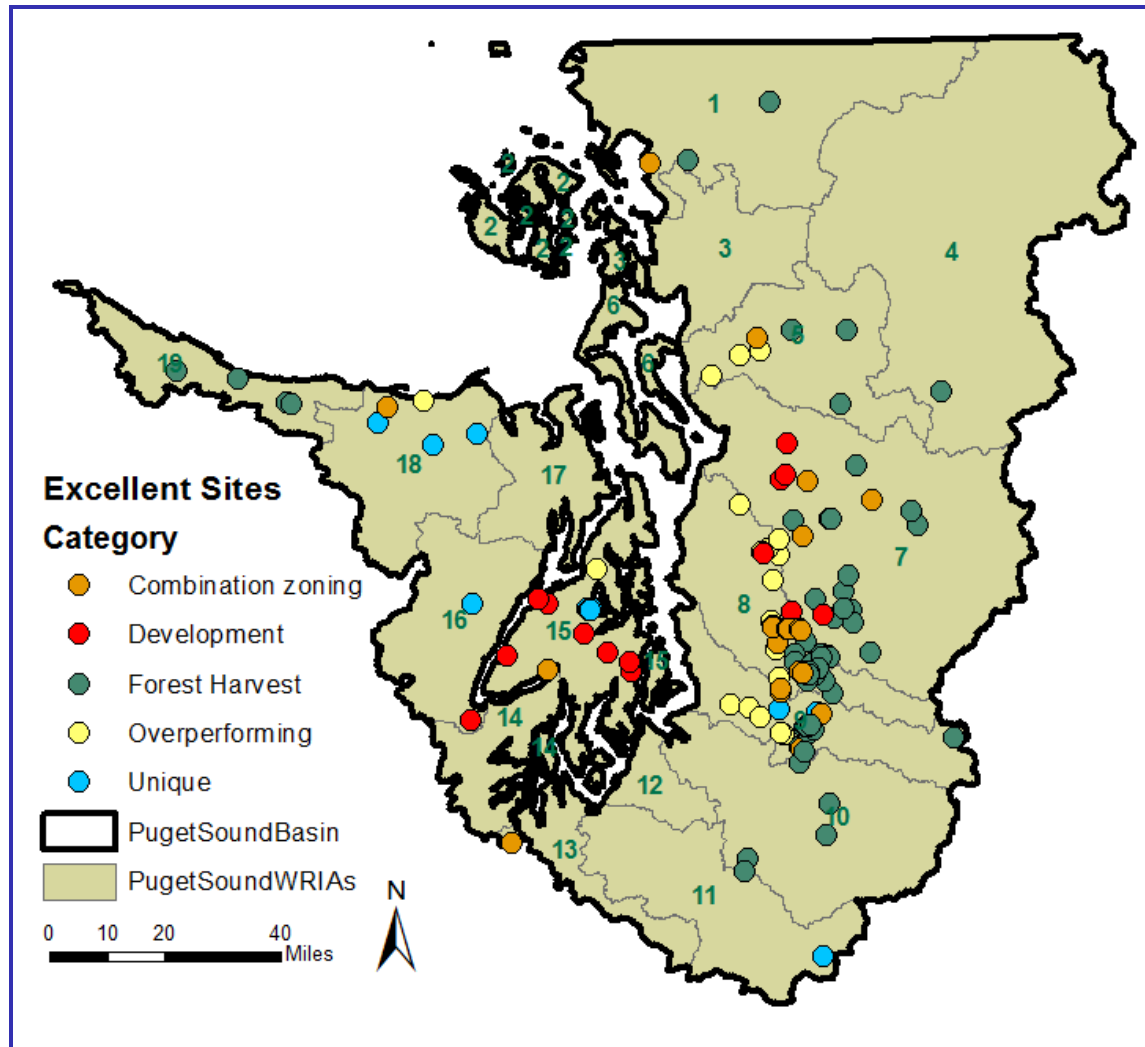 1
2
2
2
2
2
2
2
3
4
3
6
5
6
19
18
17
7
8
16
15
15
14
9
14
12
10
13
11
Excellent Sites
Category
Combination zoning
Development
Forest Harvest
Overperforming
Unique
PugetSoundBasin
PugetSoundWRIAs
N
0 10 20 40
Miles